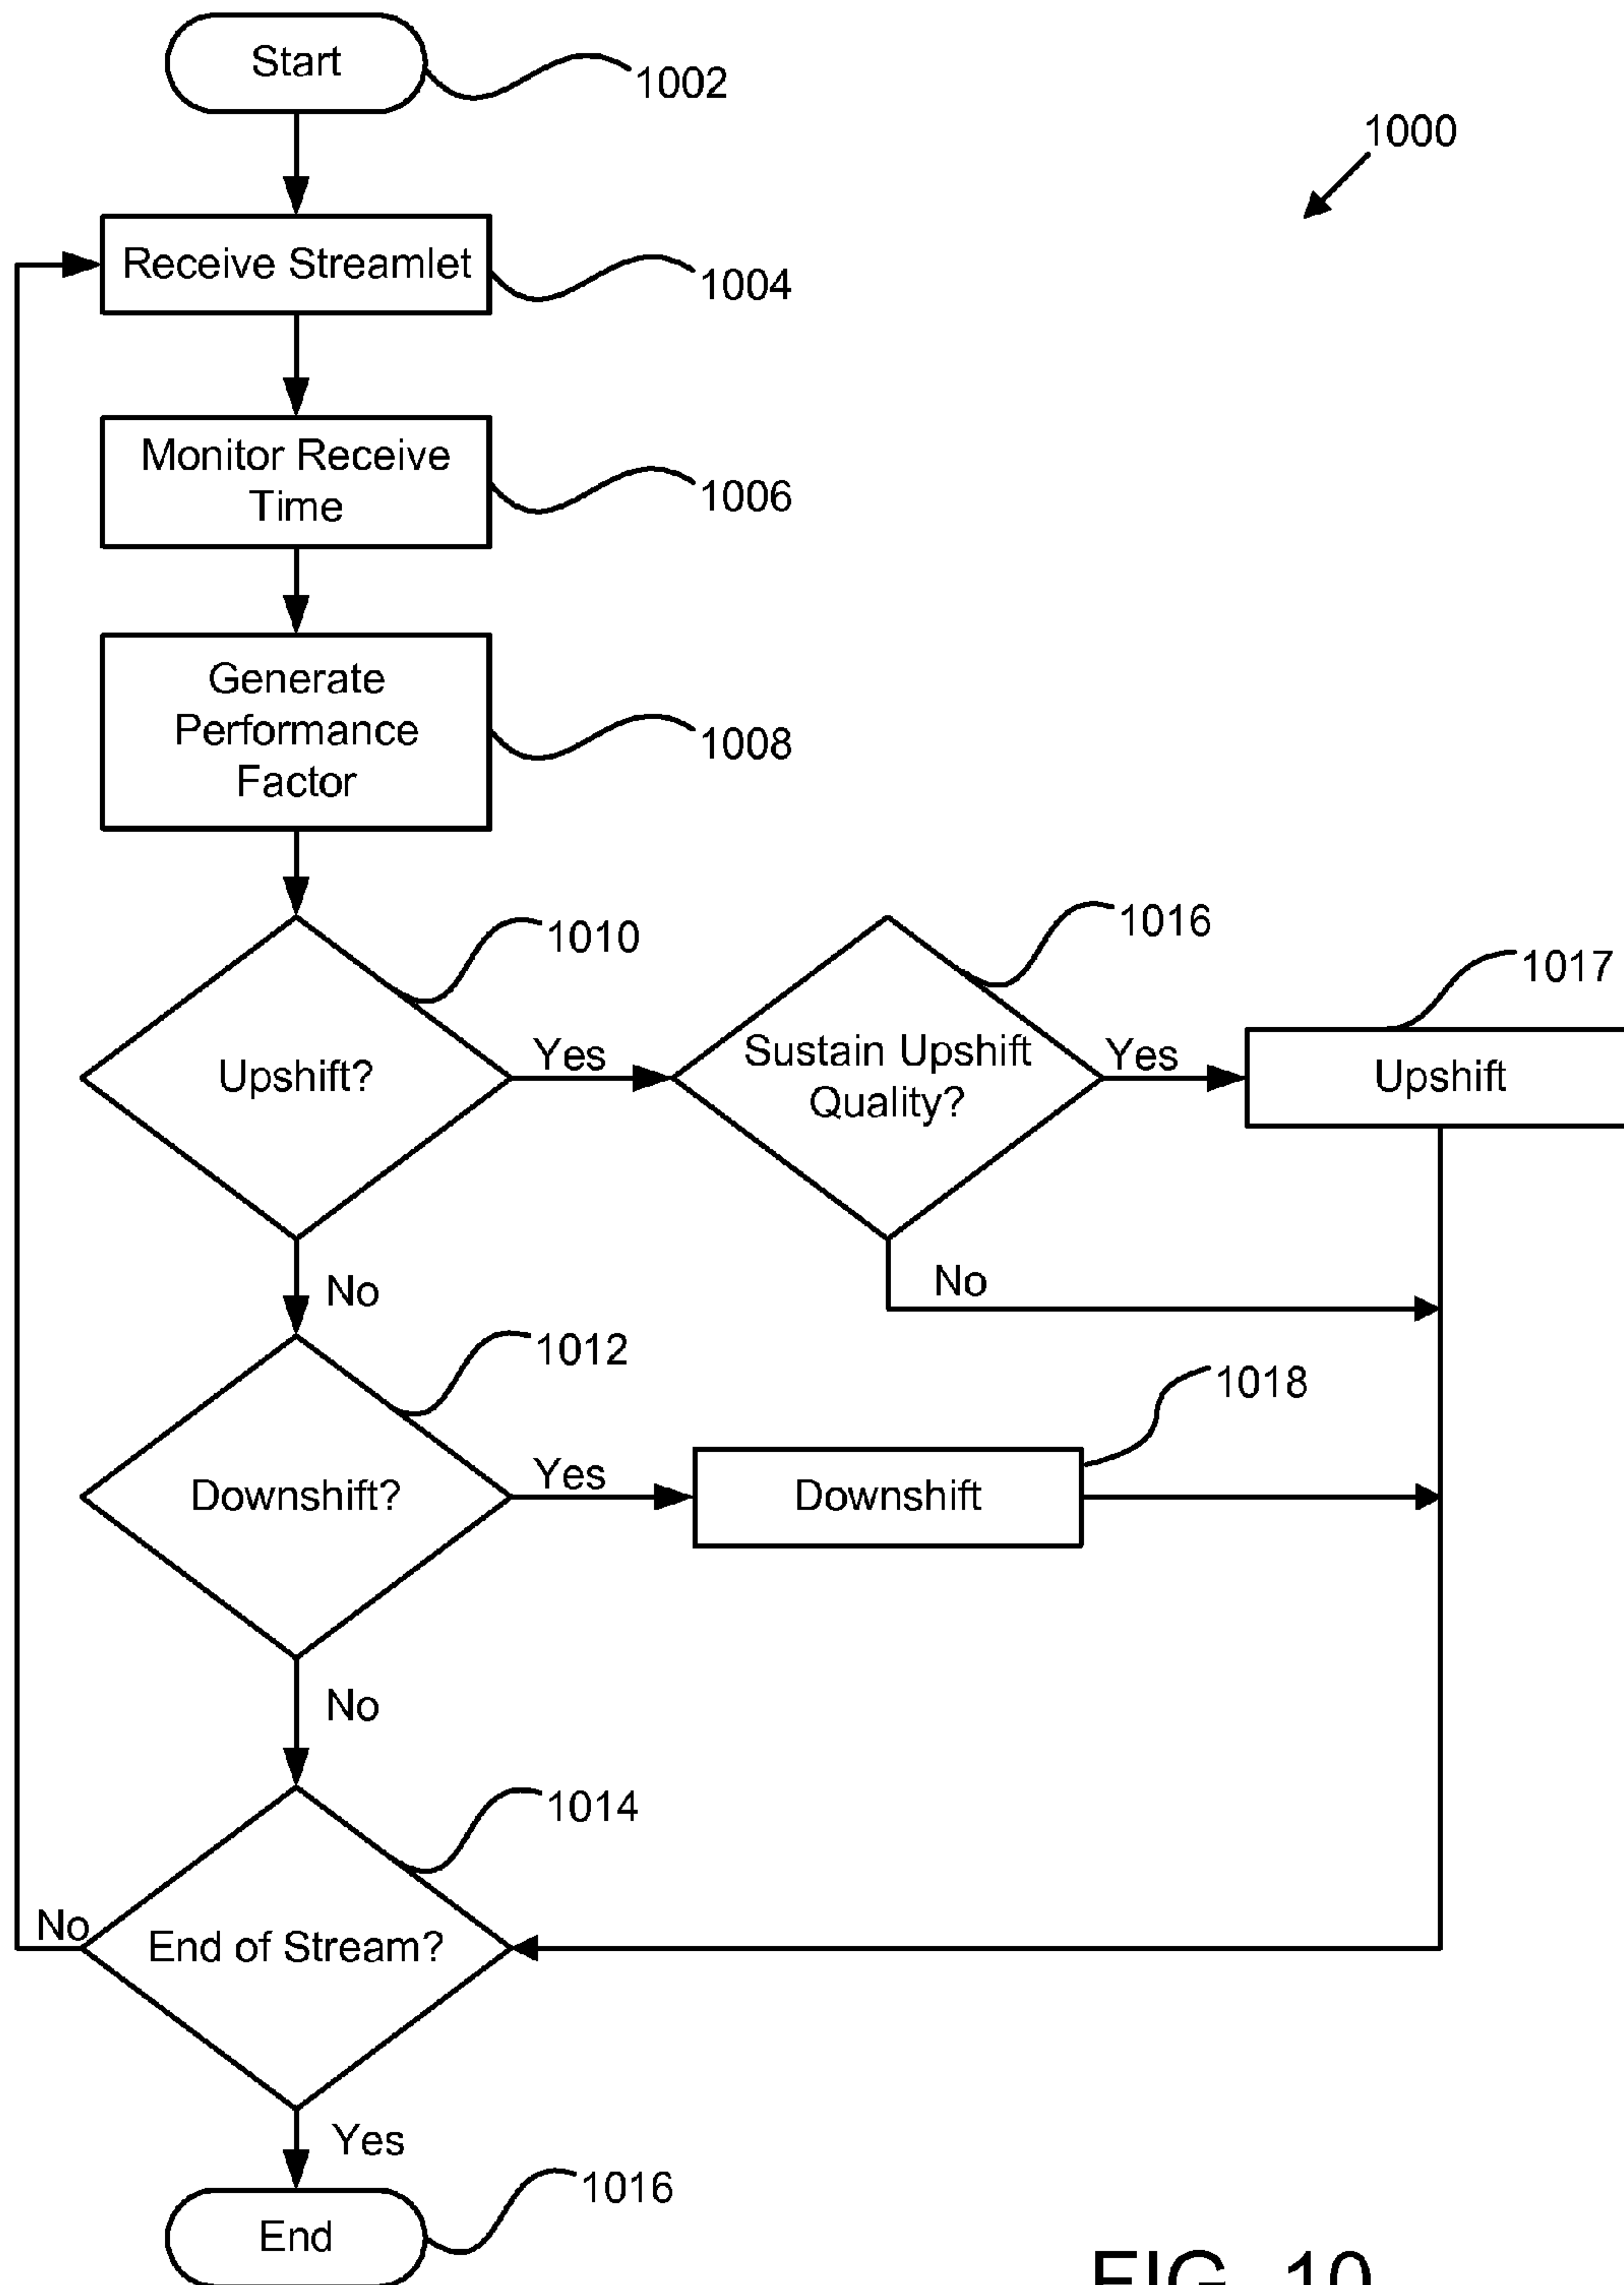 Start
1002
1000
Receive Streamlet
1004
Monitor Receive
Time
1006
Generate
Performance
Factor
1008
1010
1016
1017
Upshift?
Yes
Sustain Upshift
Quality?
Yes
Upshift
No
No
1012
1018
Downshift?
Yes
Downshift
No
1014
No
End of Stream?
Yes
1016
End
FIG. 10